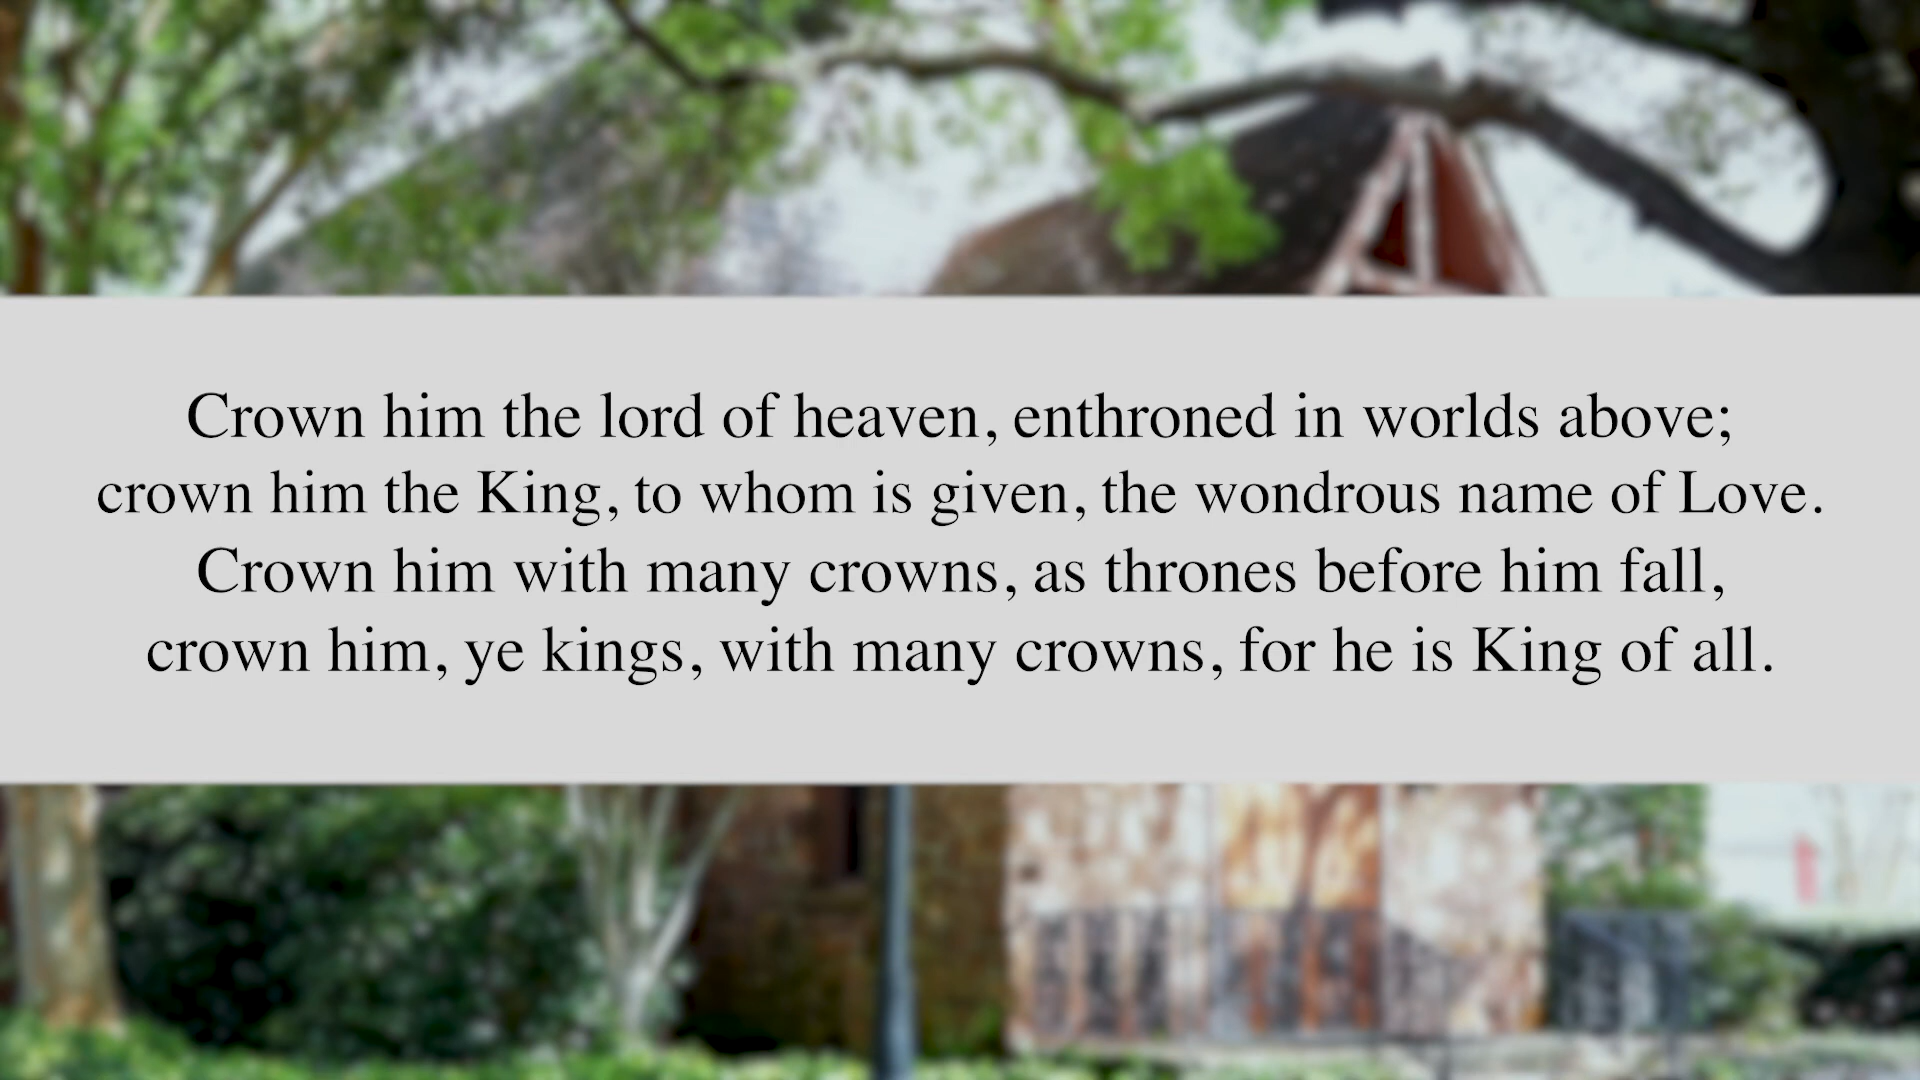 Crown him the lord of heaven, enthroned in worlds above;
crown him the King, to whom is given, the wondrous name of Love.
Crown him with many crowns, as thrones before him fall,
crown him, ye kings, with many crowns, for he is King of all.